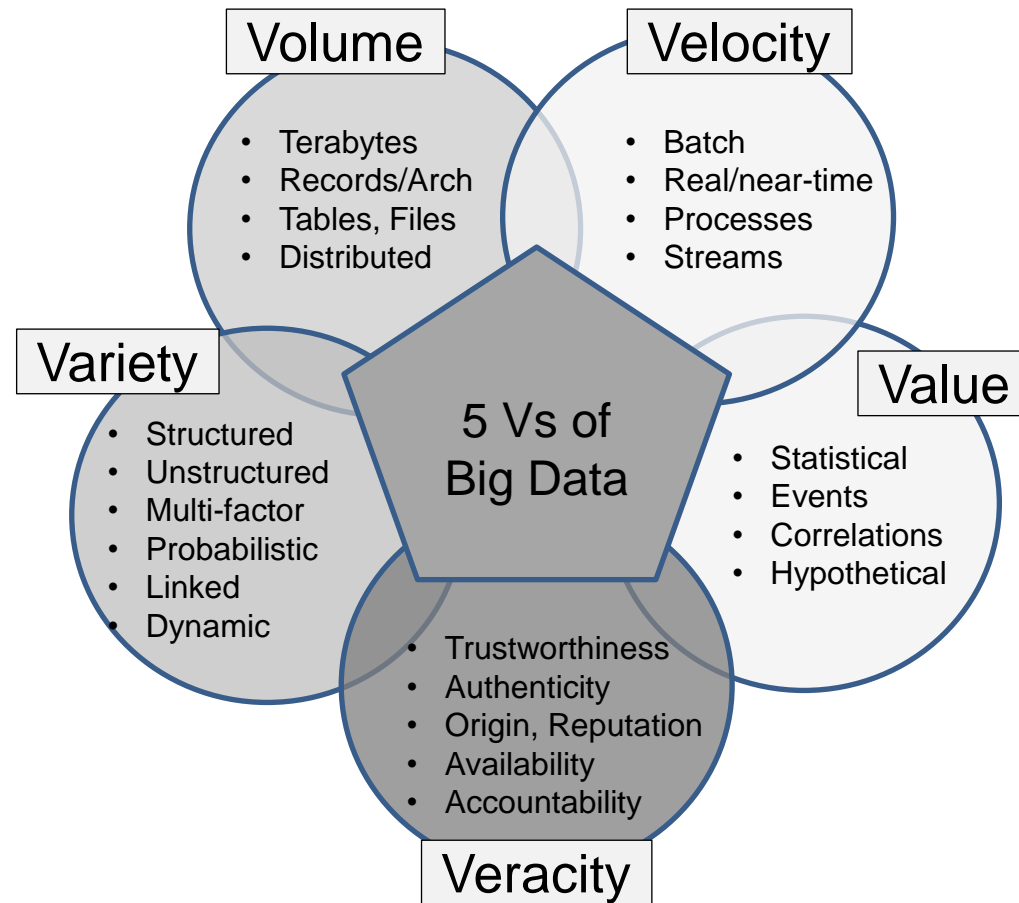 Volume
• Terabytes
• Records/Arch
• Tables, Files
• Distributed
Velocity
• Batch
• Real/near-time
• Processes
• Streams
Variety
• Structured
• Unstructured
• Multi-factor
• Probabilistic
• Linked
• Dynamic
5 Vs of
Big Data
Value
• Statistical
• Events
• Correlations
• Hypothetical
• Trustworthiness
• Authenticity
• Origin, Reputation
• Availability
• Accountability
Veracity